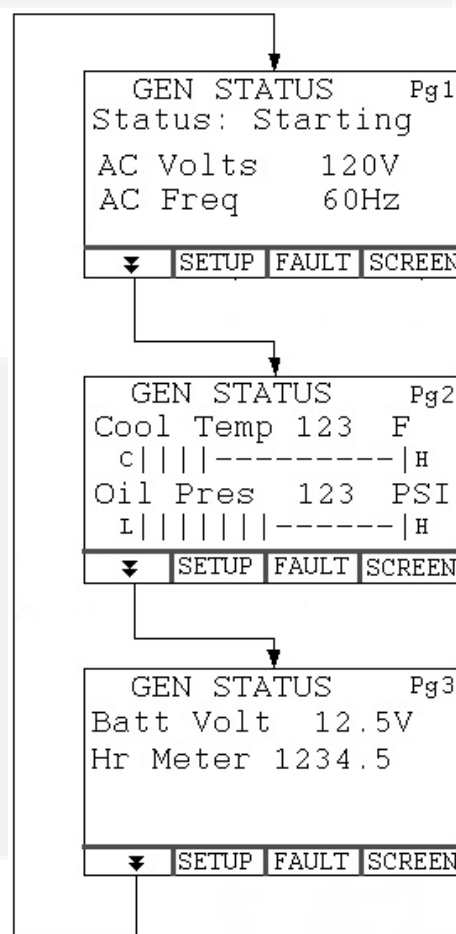 GEN STATUS Pg1
Status: Starting
AC Volts 120V
AC Freq 60Hz
SETUP FAULT SCREEN
GEN STATUS Pg2
Cool Temp 123 F
C||||----------|H
Oil Pres 123 PSI
L|||||||------|H
SETUP FAULT SCREEN
GEN STATUS Pg3
Batt Volt 12.5V
Hr Meter 1234.5
SETUP FAULT SCREEN